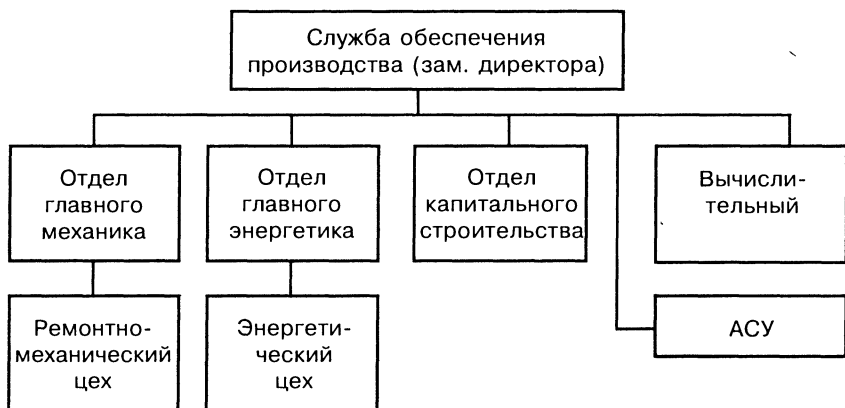 Служба обеспечения
производства (зам. директора)
Отдел
главного
механика
Отдел
главного
энергетика
Отдел
капитального
строительства
Вычисли-
тельный
Ремонтно-
механический
цех
Энергети-
ческий
цех
АСУ